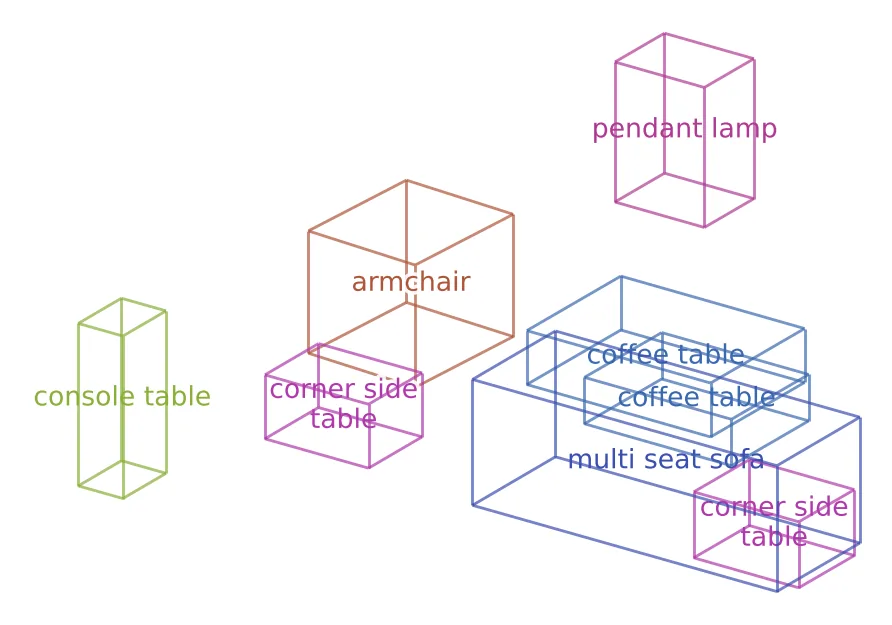 pendant lamp
armchair
coffee table
corner side
table
console table
coffee table
multi seat sofa
corner side
table